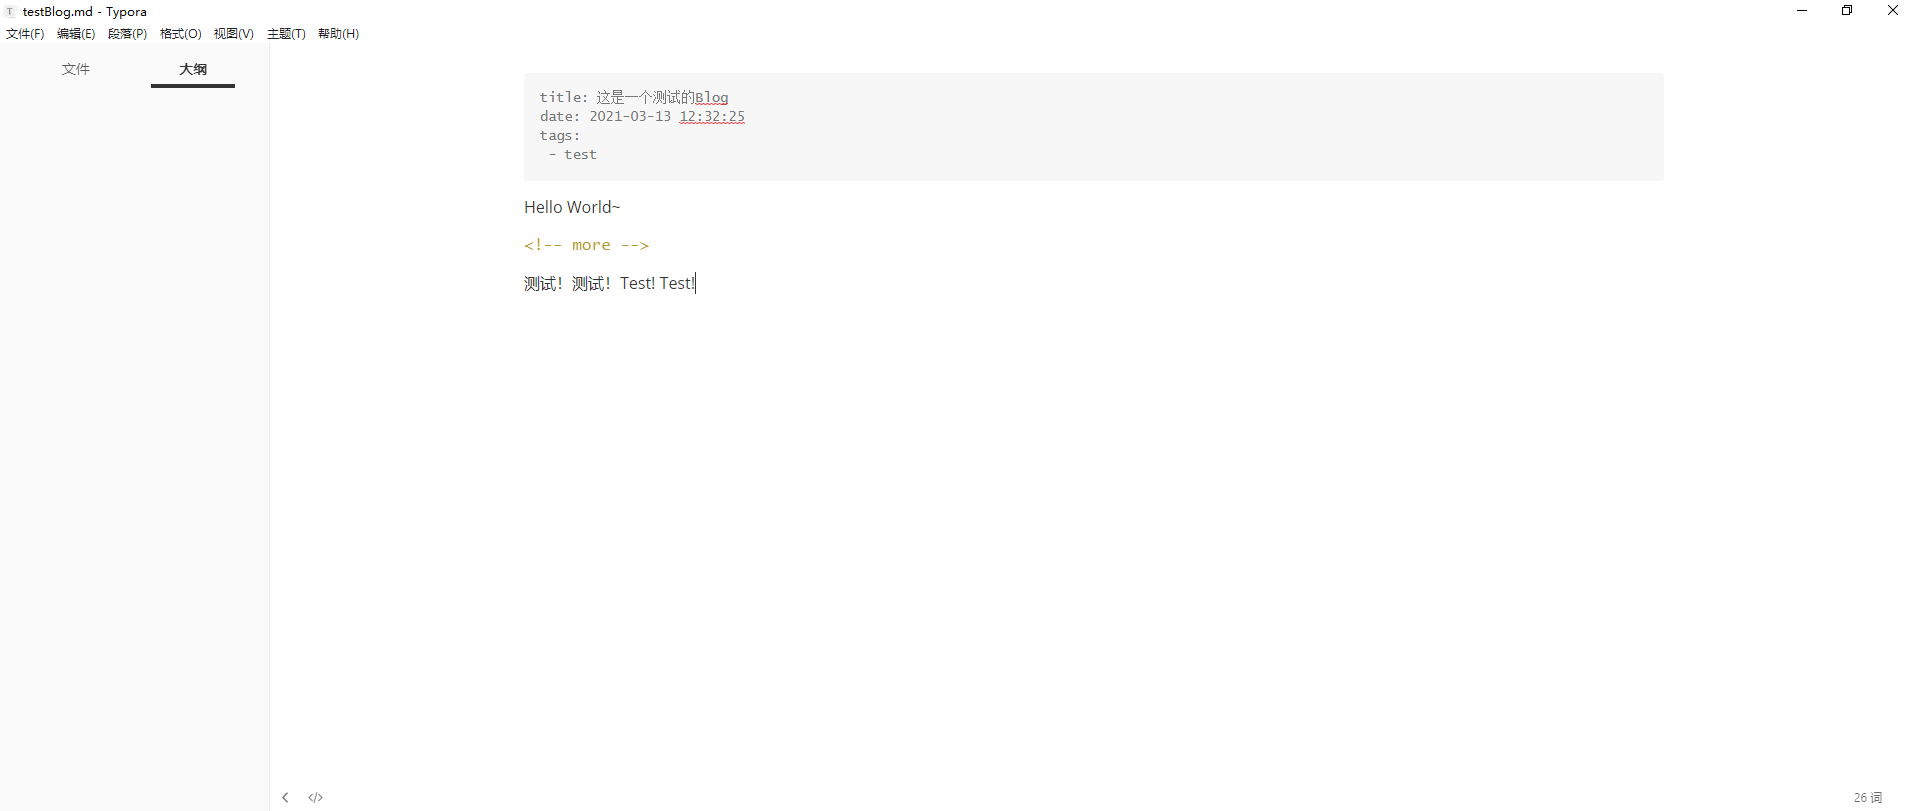 T testBlog.md - Typora
文件(F) 编辑(E) 段落(P) 格式(O) 视图(V) 主题(T) 帮助(H)
文件 大纲
title: 这是一个测试的Blog
date: 2021-03-13 12:32:25
tags:
 - test
Hello World~
<!-- more -->
测试！测试！Test! Test!
</> 26 词